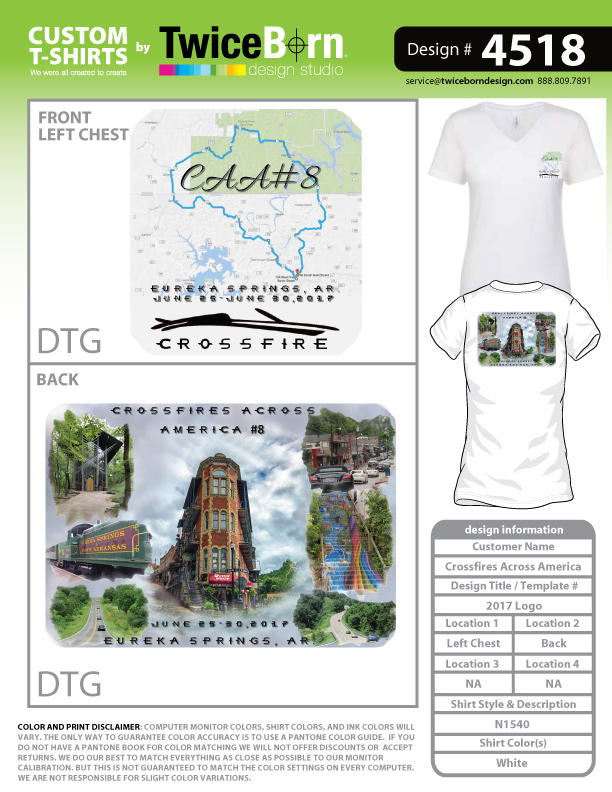 CUSTOM
T-SHIRTS by TwiceBorn
We were all created to create. design studio
Design # 4518
service@twiceborndesign.com 888.809.7891
FRONT
LEFT CHEST
CAA#8
EUREKA SPRINGS, AR
JUNE 25-JUNE 30,2017
CROSSFIRE
DTG
BACK
CROSSFIRES ACROSS
AMERICA #8
JUNE 25-30,2017
EUREKA SPRINGS, AR
DTG
design information
Customer Name
Crossfires Across America
Design Title / Template #
2017 Logo
Location 1 Location 2
Left Chest Back
Location 3 Location 4
NA NA
Shirt Style & Description
N1540
Shirt Color(s)
White
COLOR AND PRINT DISCLAIMER: COMPUTER MONITOR COLORS, SHIRT COLORS, AND INK COLORS WILL
VARY. THE ONLY WAY TO GUARANTEE COLOR ACCURACY IS TO USE A PANTONE COLOR GUIDE. IF YOU
DO NOT HAVE A PANTONE BOOK FOR COLOR MATCHING WE WILL NOT OFFER DISCOUNTS OR ACCEPT
RETURNS. WE DO OUR BEST TO MATCH EVERYTHING AS CLOSE AS POSSIBLE TO OUR MONITOR
CALIBRATION. BUT THIS IS NOT GUARANTEED TO MATCH THE COLOR SETTINGS ON EVERY COMPUTER.
WE ARE NOT RESPONSIBLE FOR SLIGHT COLOR VARIATIONS.